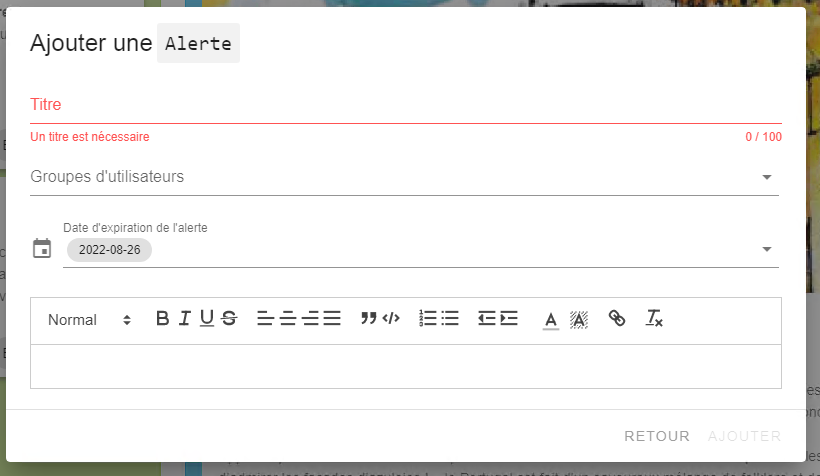 Ajouter une Alerte
Titre
Un titre est nécessaire 0 / 100
Groupes d'utilisateurs
Date d'expiration de l'alerte
2022-08-26
Normal
RETOUR AJOUTER